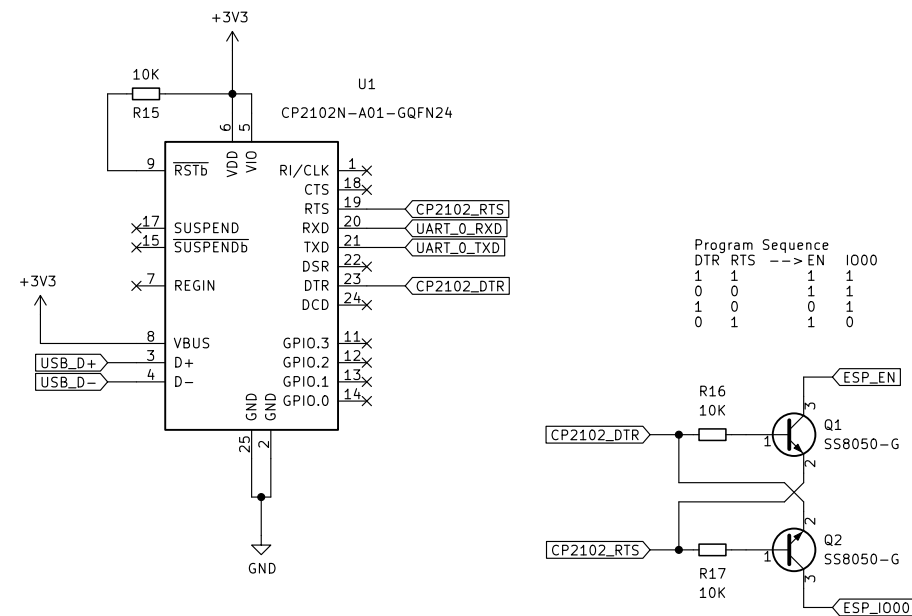 +3V3
10K
R15
U1
CP2102N-A01-GQFN24
6
5
VDD
VIO
9
RSTb
RI/CLK
1
CTS
18
RTS
19
CP2102_RTS
17
SUSPEND
RXD
20
UART_0_RXD
15
SUSPENDb
TXD
21
UART_0_TXD
DSR
22
7
REGIN
DTR
23
CP2102_DTR
DCD
24
+3V3
8
VBUS
GPIO.3
11
USB_D+
3
D+
GPIO.2
12
USB_D-
4
D-
GPIO.1
13
GPIO.0
14
GND
GND
25
2
GND
Program Sequence
DTR RTS --> EN IO00
1 1 1 1
0 0 1 1
1 0 0 1
0 1 1 0
ESP_EN
R16
10K
3
CP2102_DTR
1
Q1
SS8050-G
2
2
CP2102_RTS
1
Q2
SS8050-G
R17
10K
3
ESP_IO00